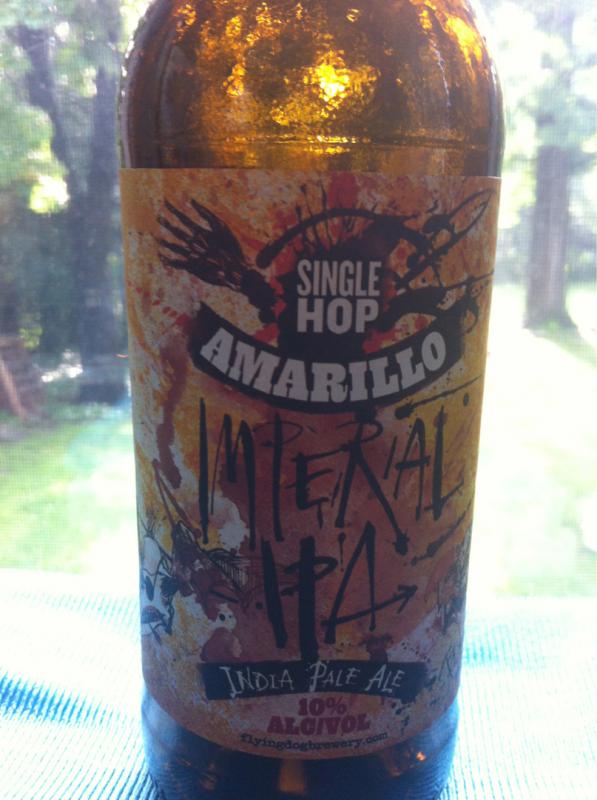 SINGLE
HOP
AMARILLO
IMPERIAL
IPA
INDIA PALE ALE
10%
ALC/VOL
flyingdogbrewery.com